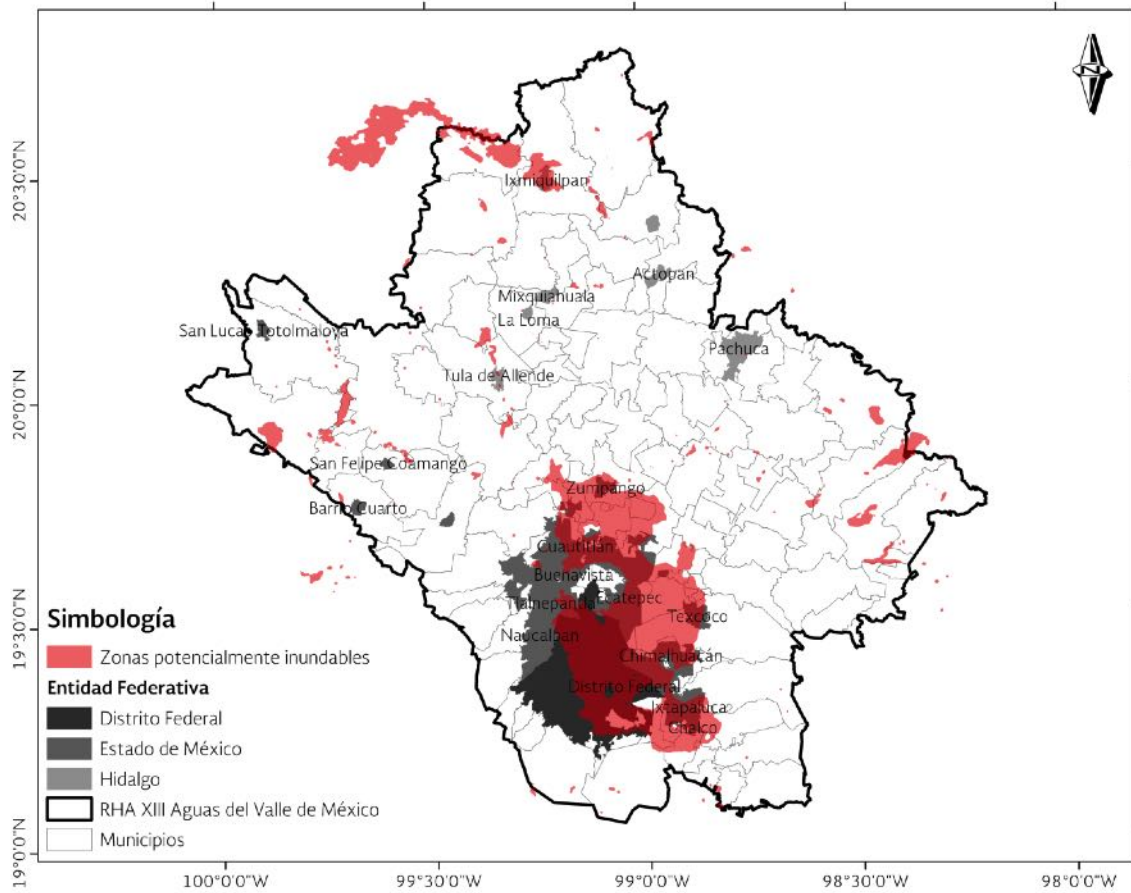 N
20°30'0"N
20°0'0"N
19°30'0"N
19°0'0"N
Ixmiquilpan
Actopan
Mixquiahuala
La Loma
San Lucas Totolmaloya
Pachuca
Tula de Allende
San Felipe Coamango
Barrio Cuarto
Zumpango
Cuautitlán
Buenavista
Tlalnepantla
Ecatepec
Naucalpan
Texcoco
Chimalhuacán
Distrito Federal
Ixtapaluca
Chalco
Simbología
Zonas potencialmente inundables
Entidad Federativa
Distrito Federal
Estado de México
Hidalgo
RHA XIII Aguas del Valle de México
Municipios
100°0'0"W
99°30'0"W
99°0'0"W
98°30'0"W
98°0'0"W